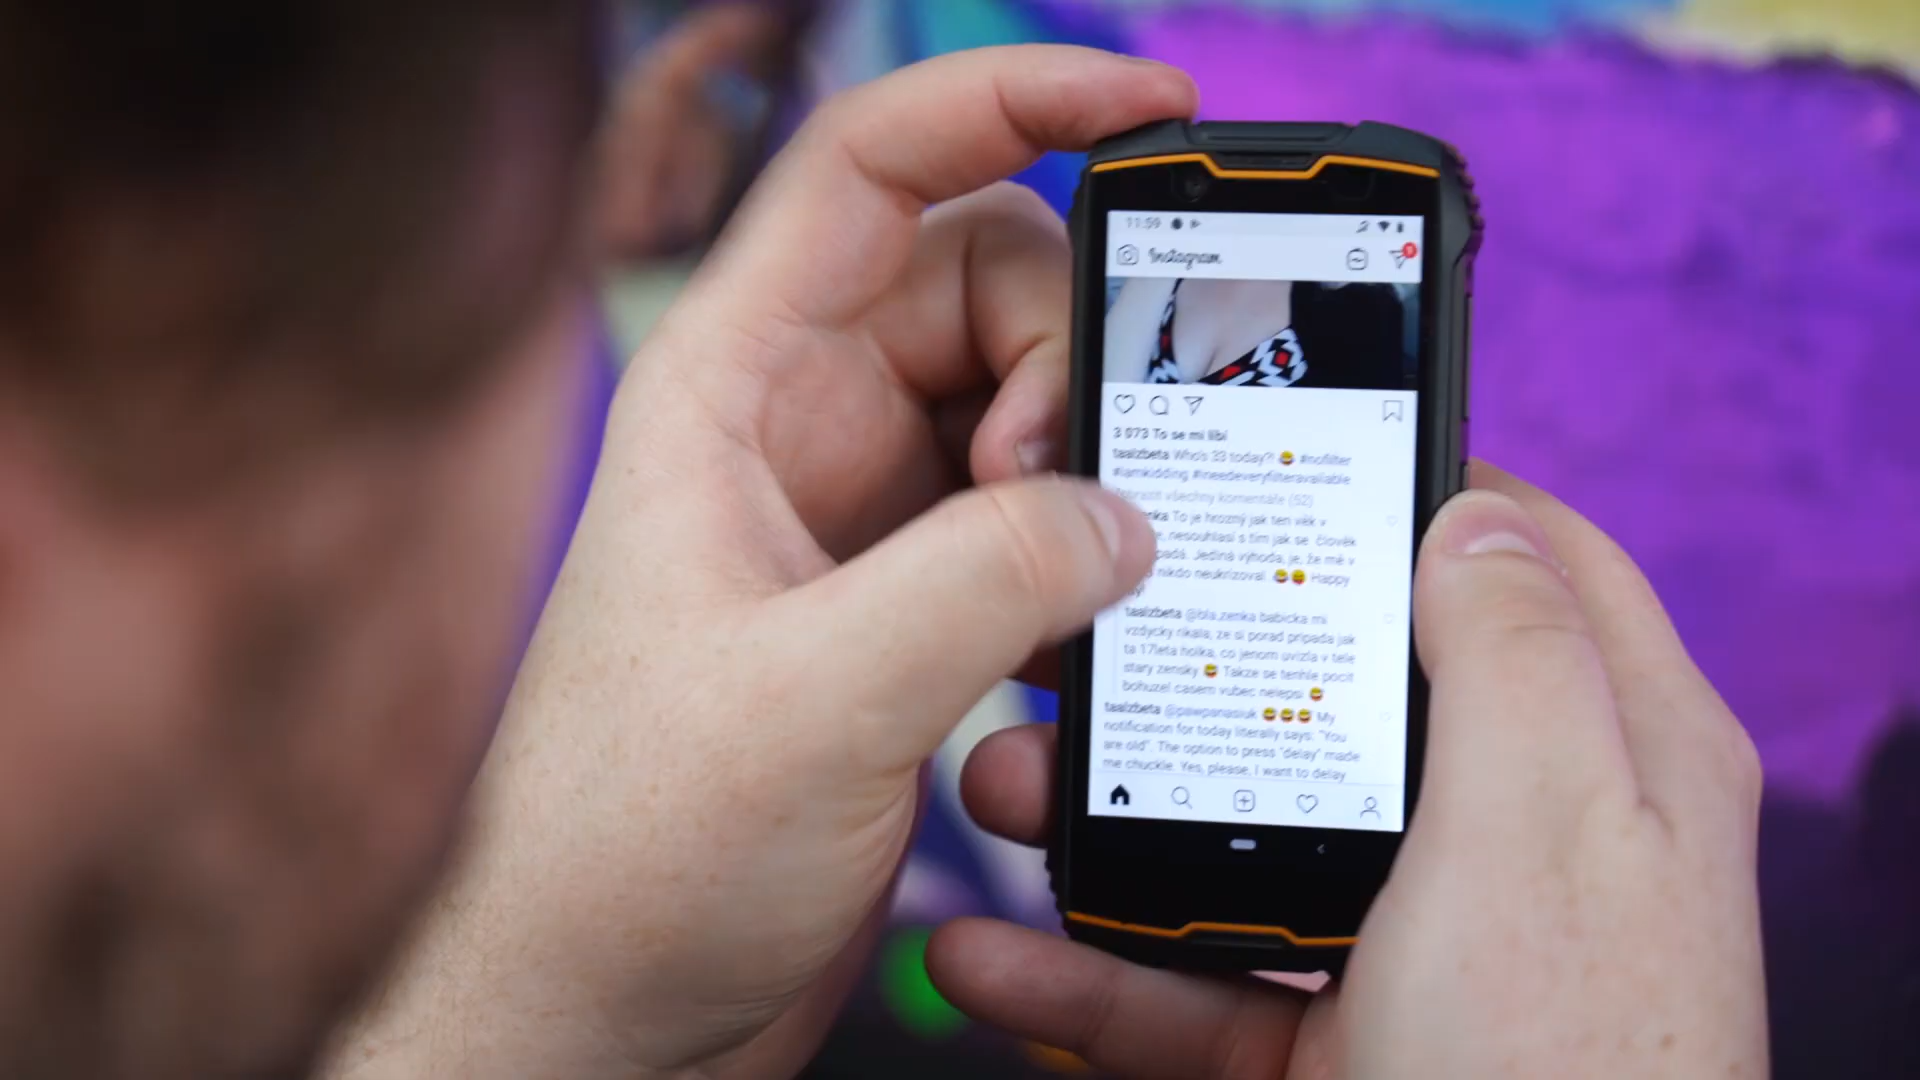 11:59
Instagram
3 073 To se mi líbí
taalzbeta Who's 33 today?! #nofilter
#iamkidding #ineedeveryfilteravailable
všechny komentáře (52)
To je hrozný jak ten věk v
nesouhlasí s tím jak se člověk
Jediná výhoda, je, že mě v
nikdo neukrizoval. Happy
taalzbeta @bla.zenka babicka mi
vzdycky rikala, ze si porad pripada jak
ta 17leta holka, co jenom uvizla v tele
stary zensky Takze se tenhle pocit
bohuzel casem vubec nelepsi
taalzbeta @pawpanasiuk My
notification for today literally says: "You
are old". The option to press "delay" made
me chuckle. Yes, please, I want to delay